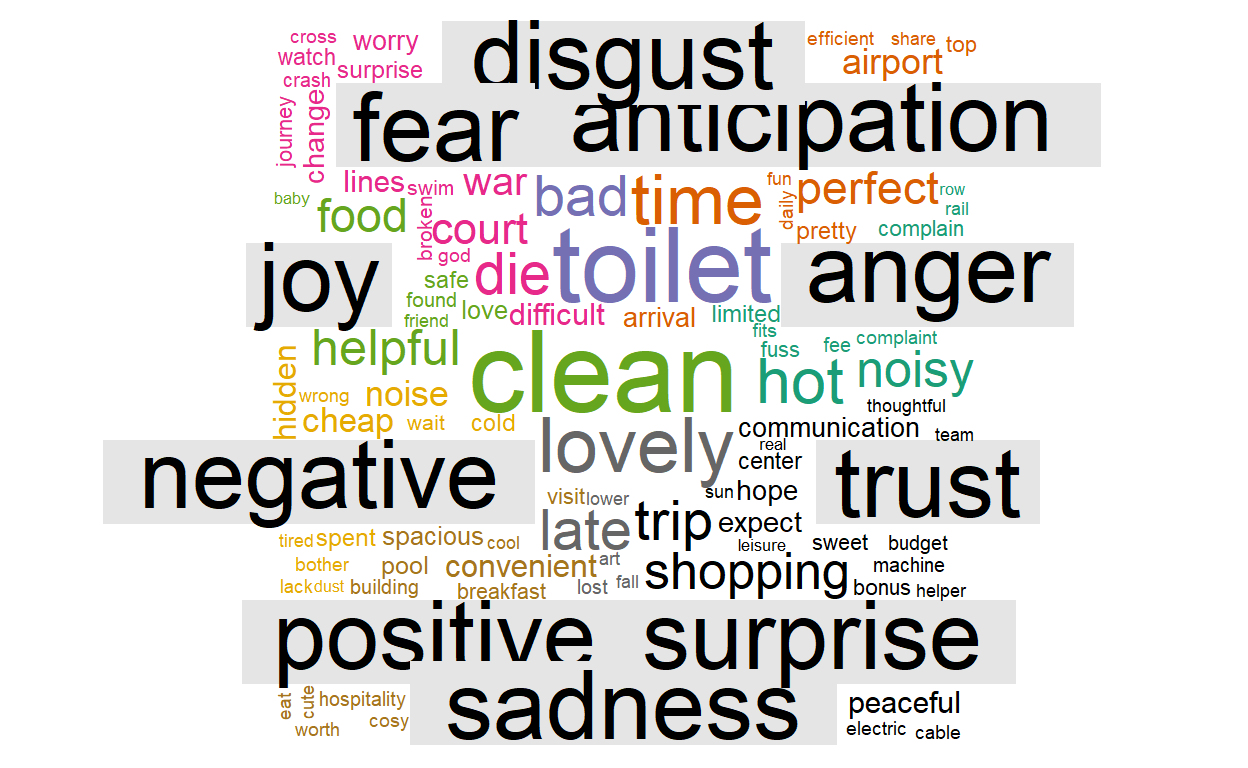 cross worry disgust efficient share top
watch surprise airport
crash
journey change fear anticipation
lines swim war bad time fun daily perfect row
baby food broken court rail
god pretty complain
joy safe die toilet anger
found love difficult arrival limited
friend fits
helpful clean fuss fee complaint
hidden wrong noise hot noisy
thoughtful
cheap wait cold lovely communication team
real
center
negative visit lower sun hope trust
tired spent spacious cool late trip expect
leisure sweet budget
bother pool convenient art shopping machine
lack dust building breakfast lost fall bonus helper
positive surprise
eat cute hospitality sadness peaceful
worth cosy electric cable